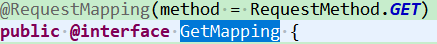 @RequestMapping(method = RequestMethod.GET)
public @interface GetMapping {